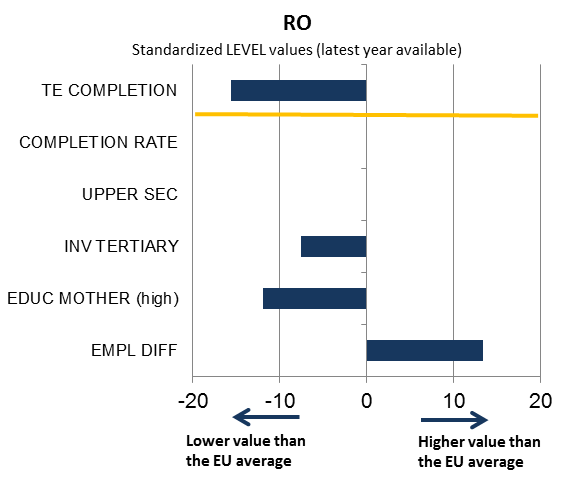 RO
Standardized LEVEL values (latest year available)
TE COMPLETION
COMPLETION RATE
UPPER SEC
INV TERTIARY
EDUC MOTHER (high)
EMPL DIFF
-20 -10 0 10 20
Lower value than
the EU average
Higher value than
the EU average